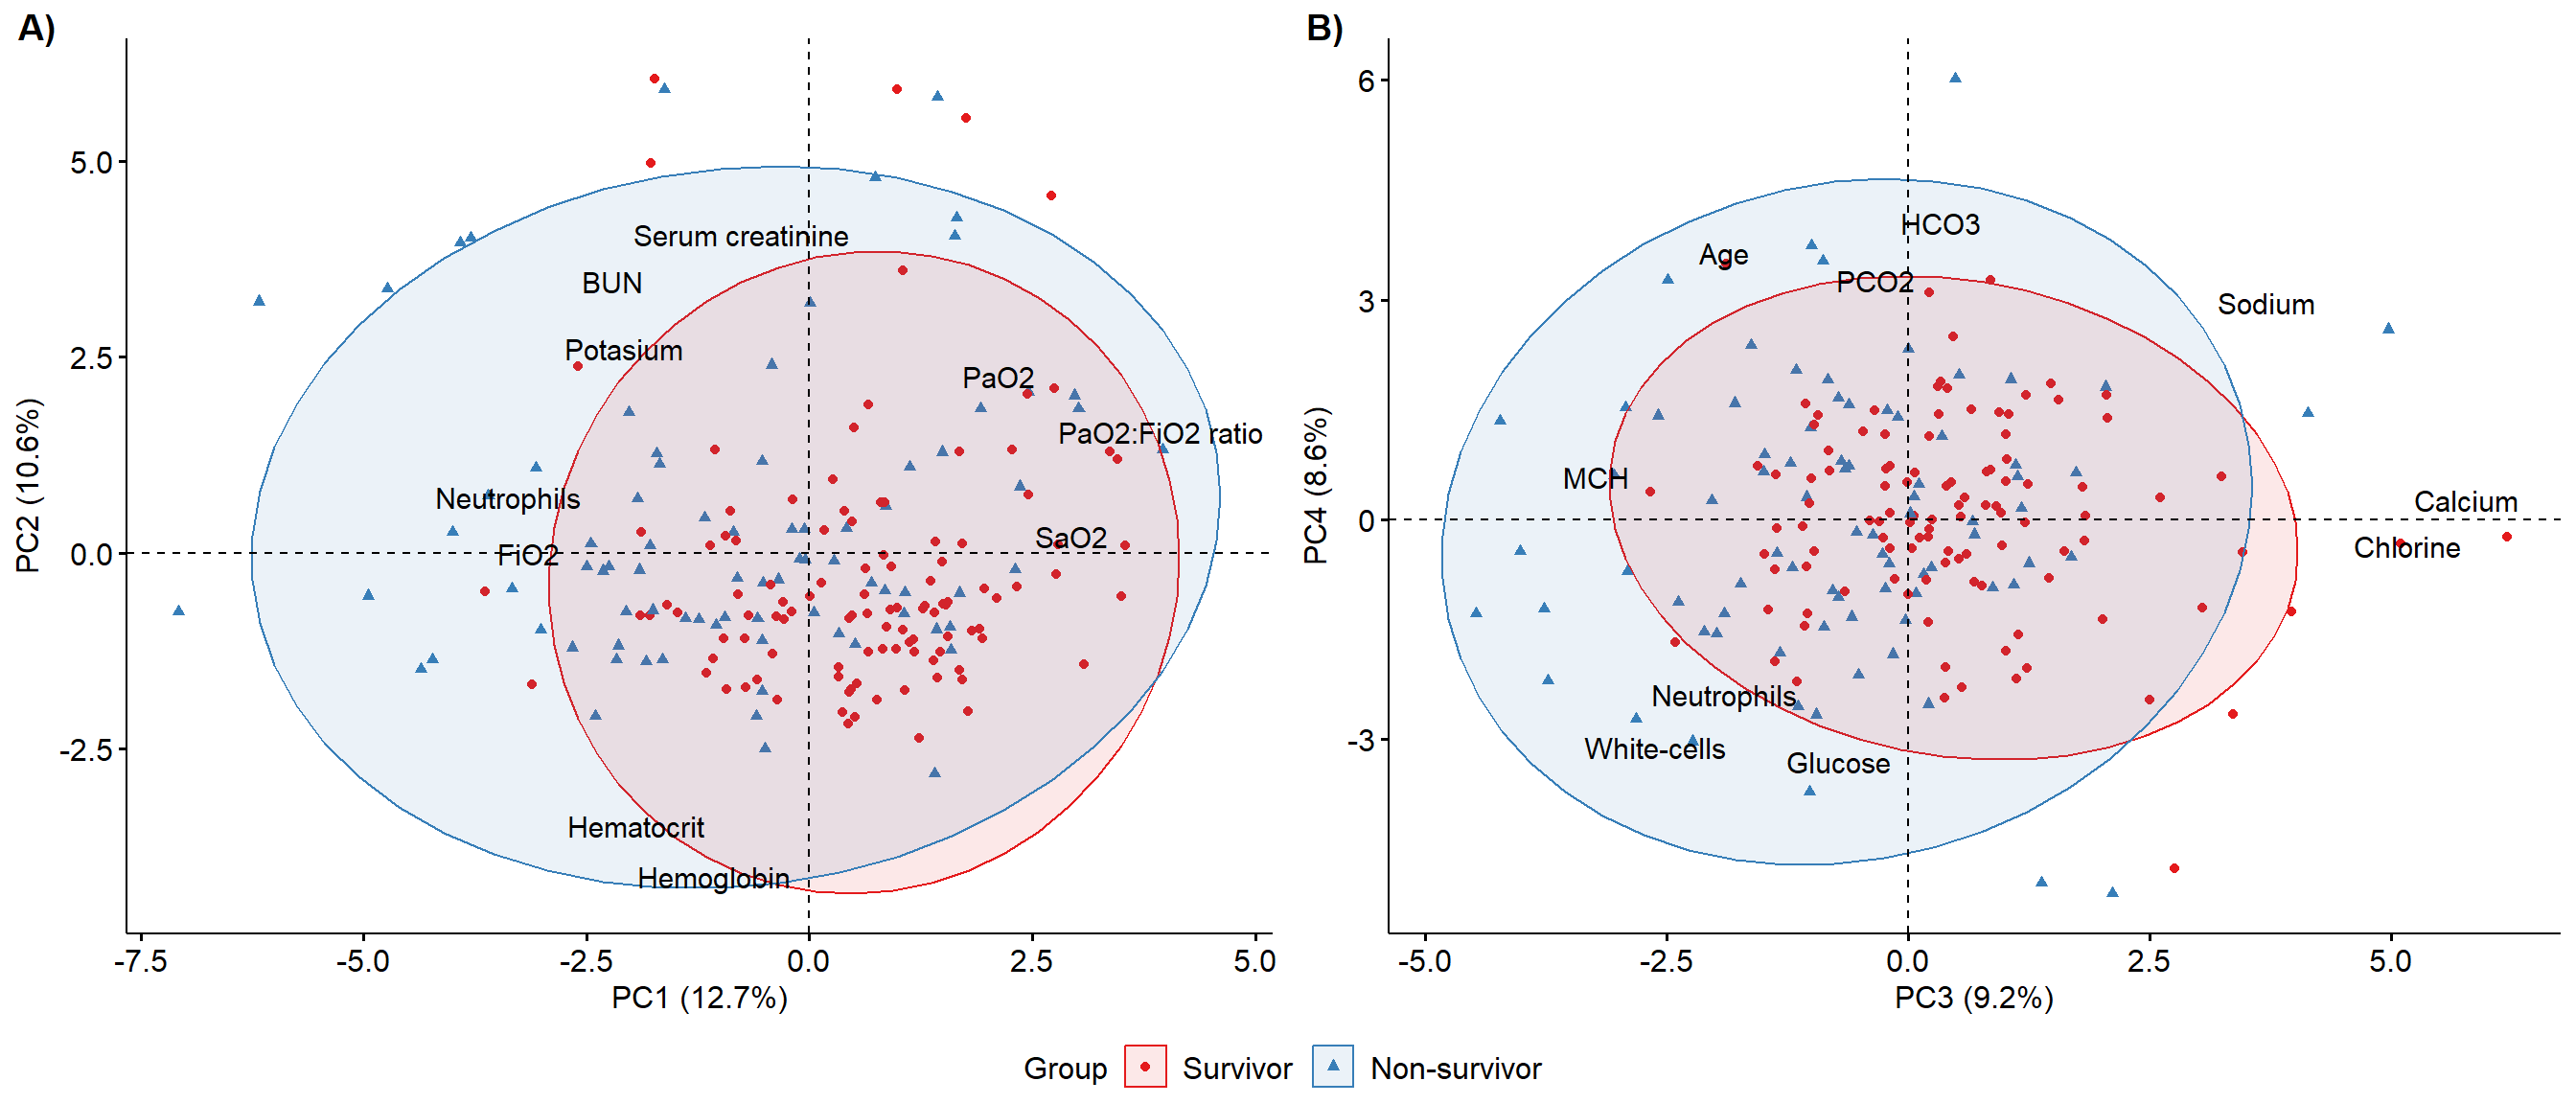 A)
PC2 (10.6%)
5.0
2.5
0.0
-2.5
Serum creatinine
BUN
Potasium
PaO2
PaO2:FiO2 ratio
Neutrophils
FiO2
SaO2
Hematocrit
Hemoglobin
-7.5 -5.0 -2.5 0.0 2.5 5.0
PC1 (12.7%)
B)
PC4 (8.6%)
6
3
0
-3
HCO3
Age
PCO2
Sodium
MCH
Calcium
Chlorine
Neutrophils
White-cells
Glucose
-5.0 -2.5 0.0 2.5 5.0
PC3 (9.2%)
Group Survivor Non-survivor